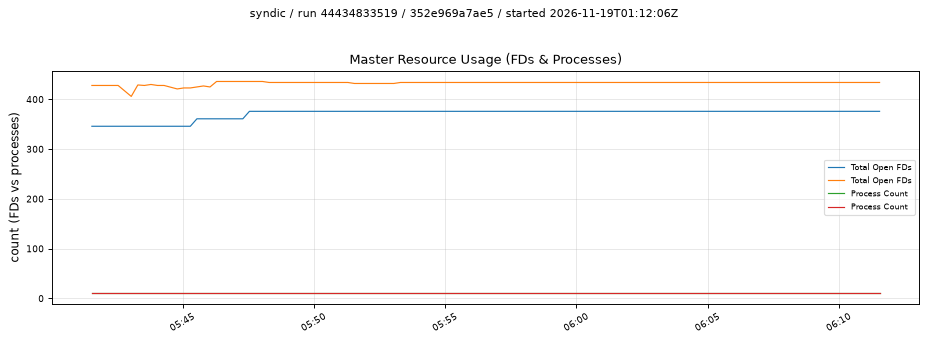 syndic / run 44434833519 / 352e969a7ae5 / started 2026-11-19T01:12:06Z
Master Resource Usage (FDs & Processes)
count (FDs vs processes)
400
300
200
100
0
Total Open FDs
Total Open FDs
Process Count
Process Count
05:45
05:50
05:55
06:00
06:05
06:10